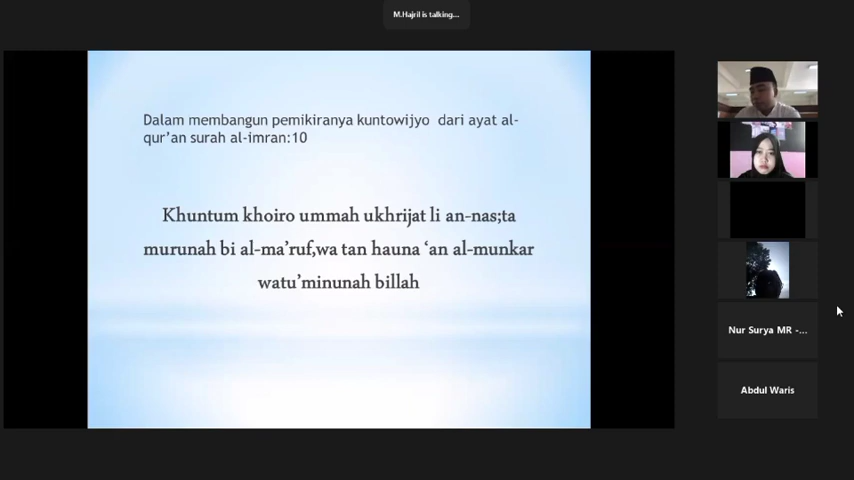 M.Hajril is talking...
Dalam membangun pemikiranya kuntowijyo dari ayat al-
qur'an surah al-imran:10
Khuntum khoiro ummah ukhrijat li an-nas;ta
murunah bi al-ma'ruf,wa tan hauna 'an al-munkar
watu'minunah billah
Nur Surya MR -...
Abdul Waris